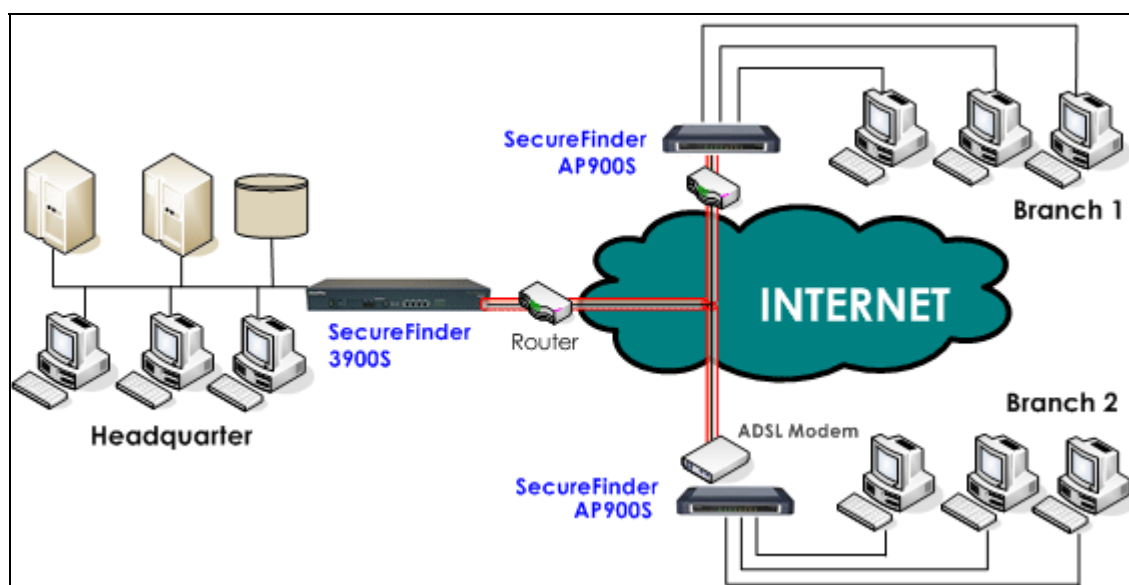 SecureFinder
AP900S
Branch 1
INTERNET
SecureFinder
3900S
Router
Headquarter
Branch 2
ADSL Modem
SecureFinder
AP900S